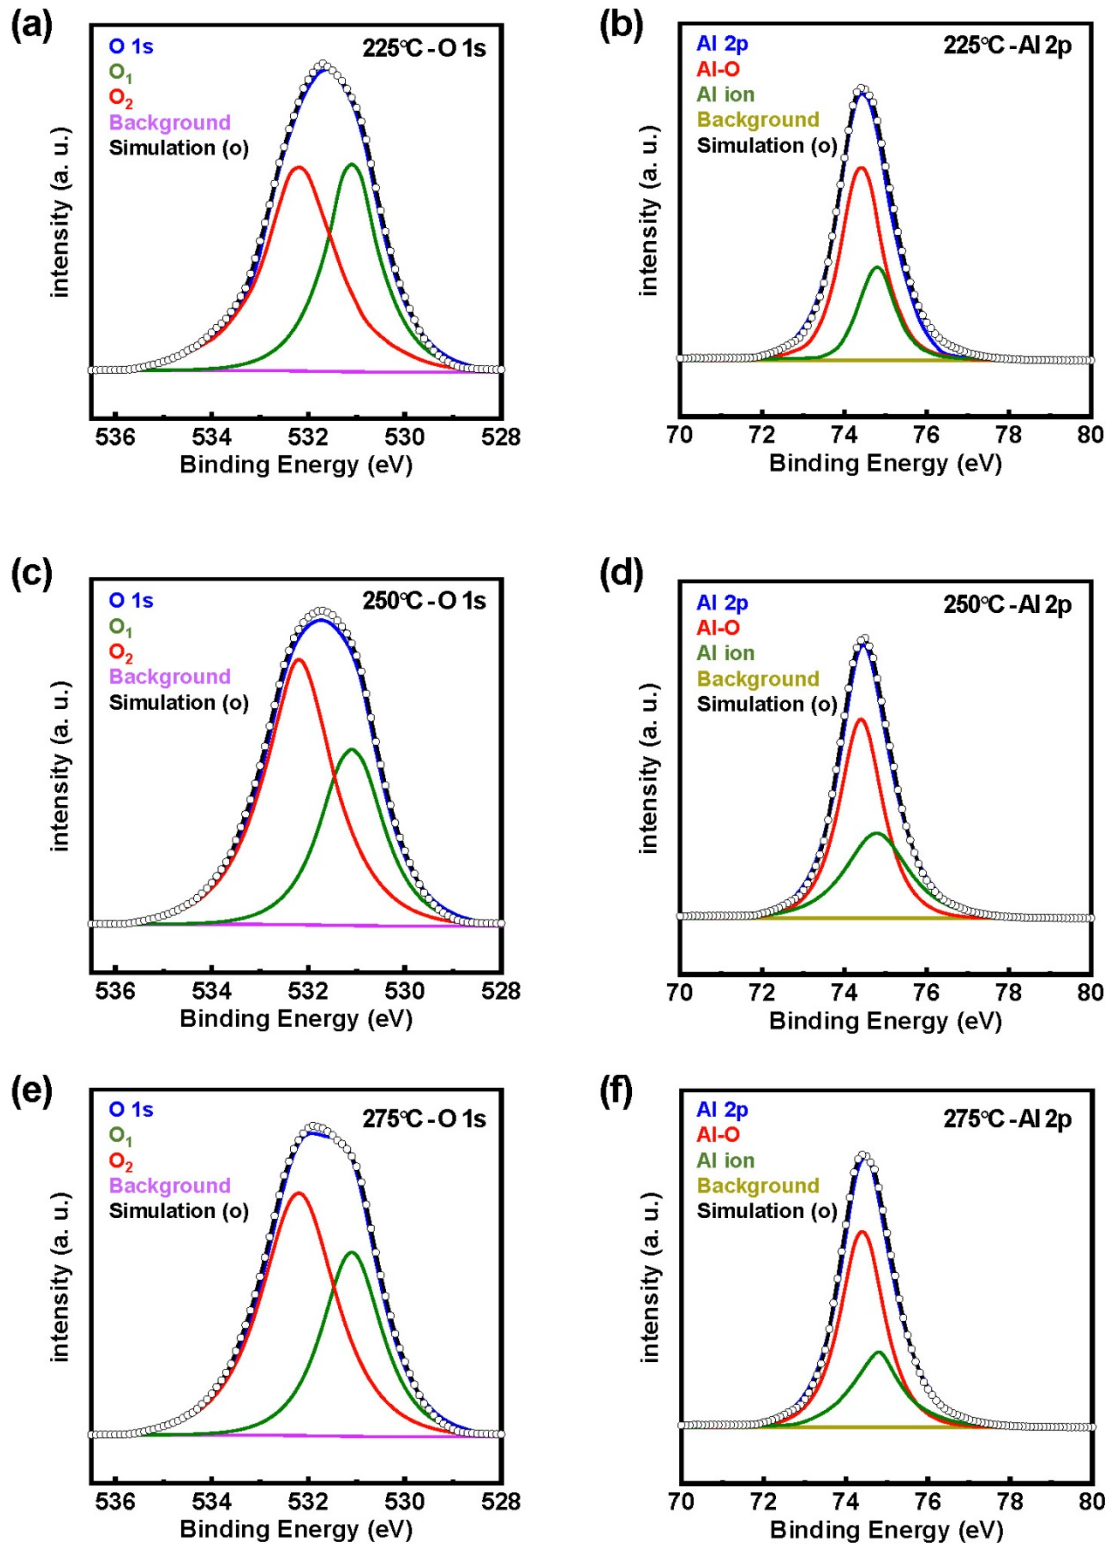 (a)
O 1s
O₁
O₂
Background
Simulation (o)
225℃-O 1s
intensity (a. u.)
536 534 532 530 528
Binding Energy (eV)
(b)
Al 2p
Al-O
Al ion
Background
Simulation (o)
225℃-Al 2p
intensity (a. u.)
70 72 74 76 78 80
Binding Energy (eV)
(c)
O 1s
O₁
O₂
Background
Simulation (o)
250℃-O 1s
intensity (a. u.)
536 534 532 530 528
Binding Energy (eV)
(d)
Al 2p
Al-O
Al ion
Background
Simulation (o)
250℃-Al 2p
intensity (a. u.)
70 72 74 76 78 80
Binding Energy (eV)
(e)
O 1s
O₁
O₂
Background
Simulation (o)
275℃-O 1s
intensity (a. u.)
536 534 532 530 528
Binding Energy (eV)
(f)
Al 2p
Al-O
Al ion
Background
Simulation (o)
275℃-Al 2p
intensity (a. u.)
70 72 74 76 78 80
Binding Energy (eV)